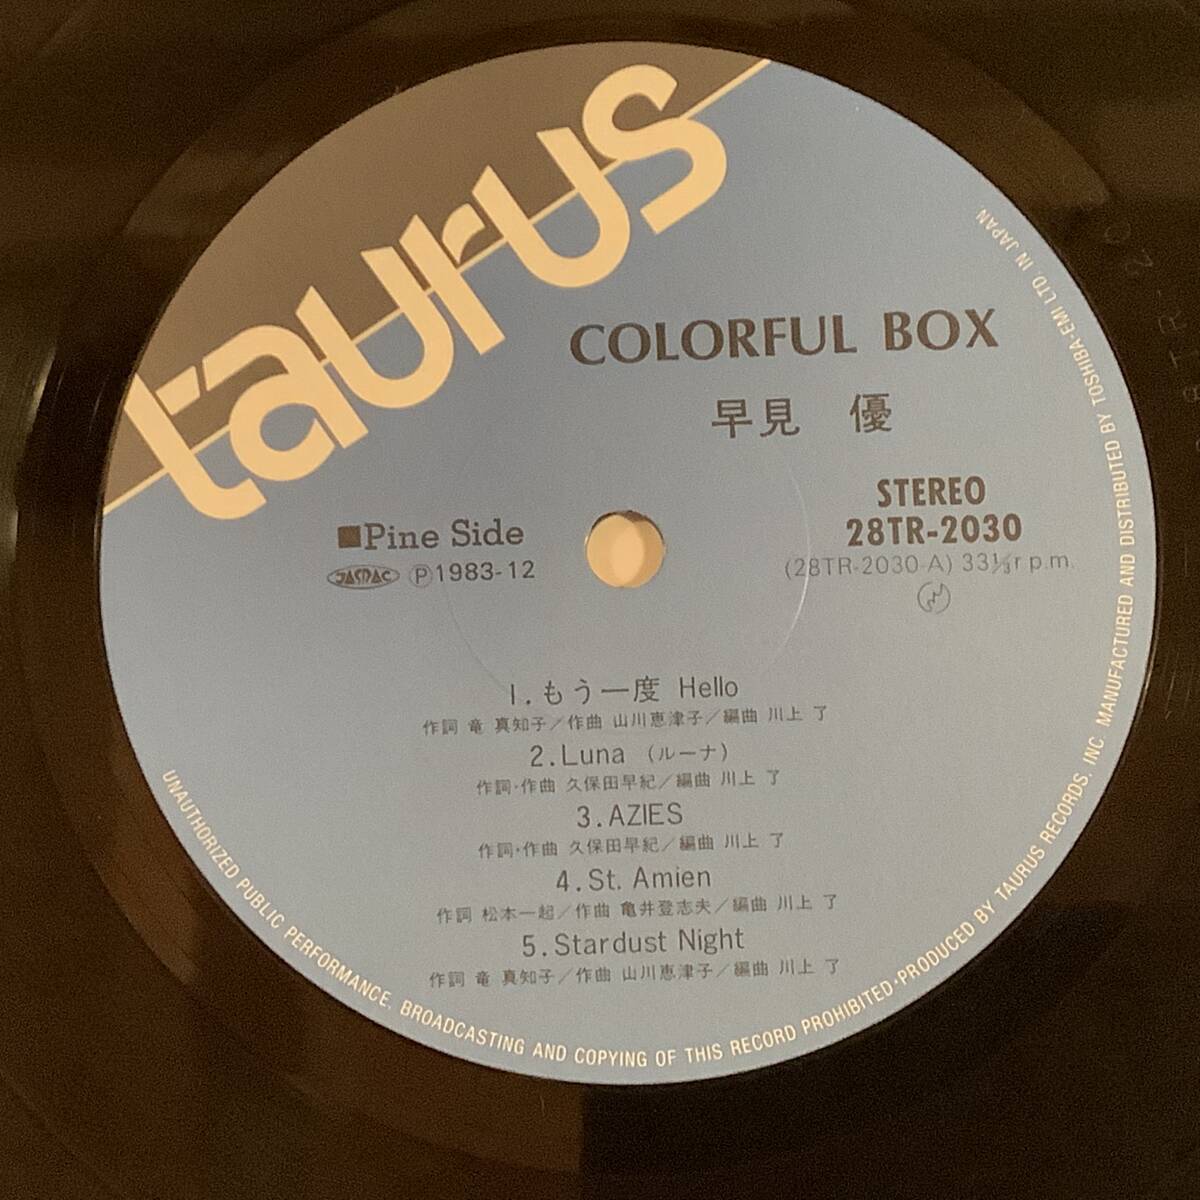 taurus
COLORFUL BOX
早見 優
■Pine Side
JASRAC Ⓟ1983-12
STEREO
28TR-2030
(28TR-2030-A) 33⅓r.p.m.
1.もう一度 Hello
作詞 竜 真知子/作曲 山川恵津子/編曲 川上 了
2.Luna (ルーナ)
作詞・作曲 久保田早紀/編曲 川上 了
3.AZIES
作詞・作曲 久保田早紀/編曲 川上 了
4.St. Amien
作詞 松本一起/作曲 亀井登志夫/編曲 川上 了
5.Stardust Night
作詞 竜 真知子/作曲 山川恵津子/編曲 川上 了
UNAUTHORIZED PUBLIC PERFORMANCE, BROADCASTING AND COPYING OF THIS RECORD PROHIBITED・PRODUCED BY TAURUS RECORDS, INC MANUFACTURED AND DISTRIBUTED BY TOSHIBA-EMI LTD. IN JAPAN